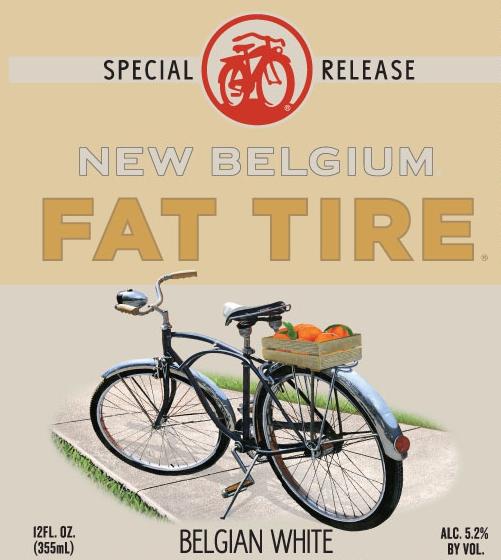 SPECIAL RELEASE
®
NEW BELGIUM
FAT TIRE®
12FL. OZ.
(355mL)
BELGIAN WHITE
ALC. 5.2%
BY VOL.